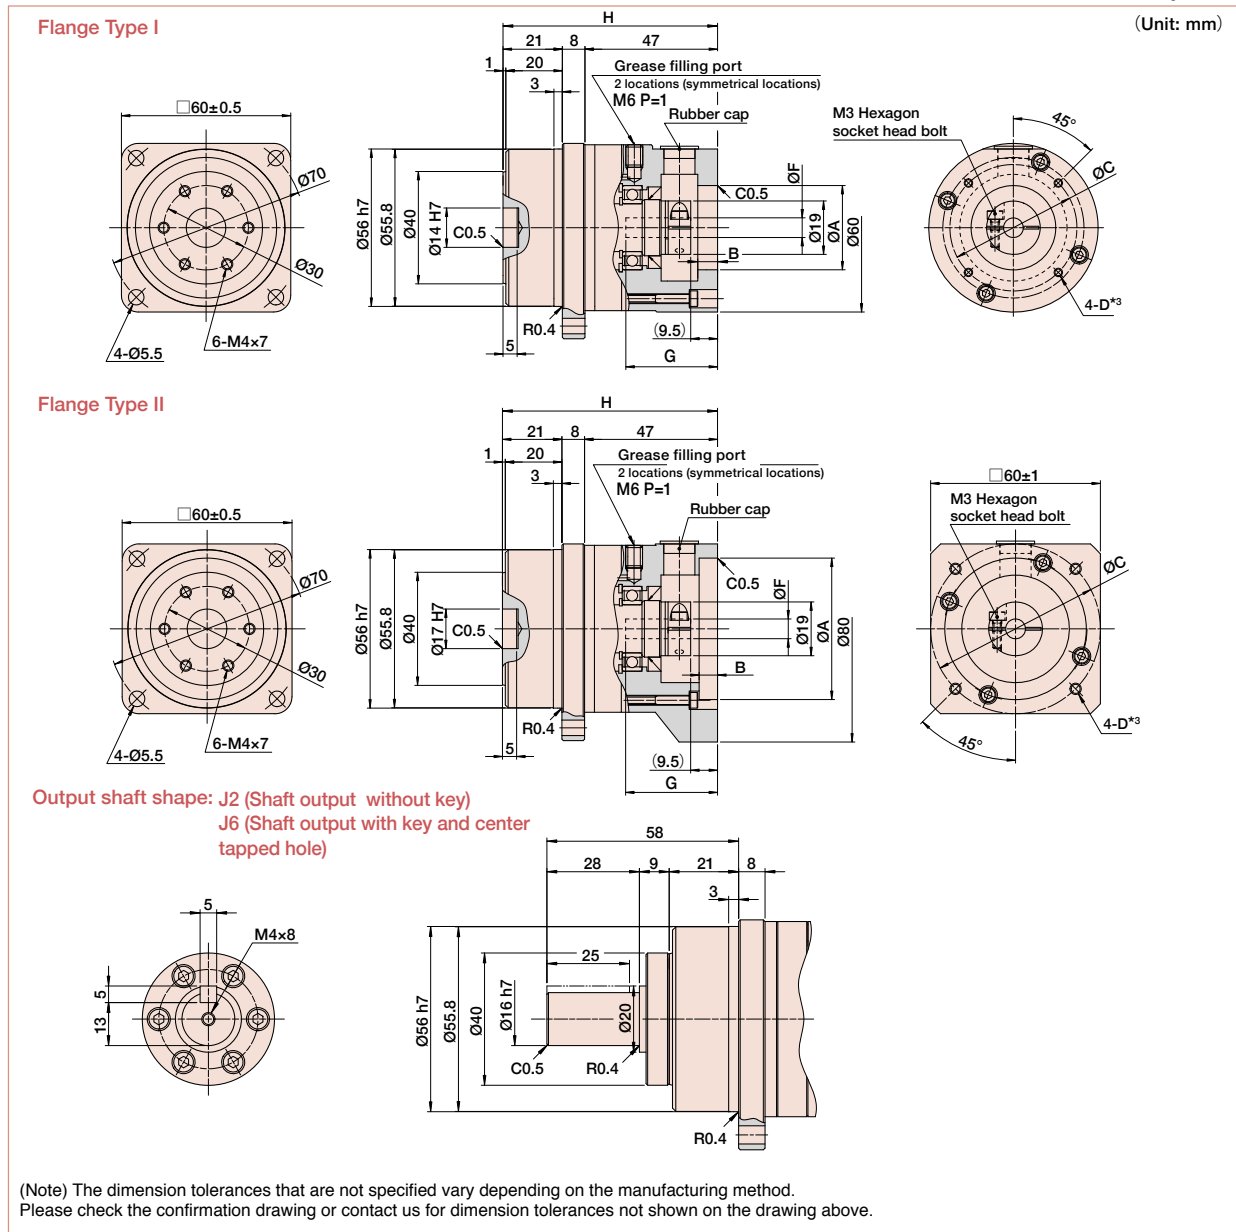 Flange Type I
(Unit: mm)
H
21
8
47
1
20
3
Grease filling port
2 locations (symmetrical locations)
M6 P=1
Rubber cap
□60±0.5
Ø70
Ø30
4-Ø5.5
6-M4×7
Ø56 h7
Ø55.8
Ø40
Ø14 H7
C0.5
R0.4
5
C0.5
ØF
Ø19
ØA
Ø60
B
(9.5)
G
M3 Hexagon
socket head bolt
45°
ØC
4-D*3
Flange Type II
H
21
8
47
1
20
3
Grease filling port
2 locations (symmetrical locations)
M6 P=1
Rubber cap
□60±0.5
Ø70
Ø30
4-Ø5.5
6-M4×7
Ø56 h7
Ø55.8
Ø40
Ø17 H7
C0.5
R0.4
5
C0.5
ØF
Ø19
ØA
Ø80
B
(9.5)
G
□60±1
M3 Hexagon
socket head bolt
ØC
4-D*3
45°
Output shaft shape: J2 (Shaft output without key)
J6 (Shaft output with key and center
tapped hole)
5
M4×8
5
13
58
28
9
21
8
3
25
Ø56 h7
Ø55.8
Ø40
Ø16 h7
Ø20
C0.5
R0.4
R0.4
(Note) The dimension tolerances that are not specified vary depending on the manufacturing method.
Please check the confirmation drawing or contact us for dimension tolerances not shown on the drawing above.